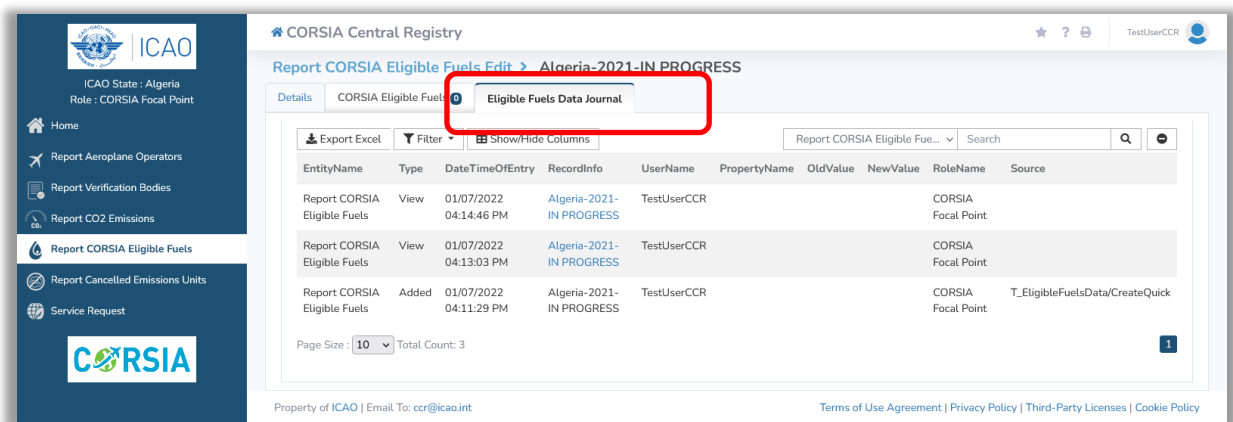 ICAO
ICAO State : Algeria
Role : CORSIA Focal Point
Home
Report Aeroplane Operators
Report Verification Bodies
CO₂
Report CO2 Emissions
Report CORSIA Eligible Fuels
Report Cancelled Emissions Units
Service Request
CORSIA
CORSIA Central Registry
TestUserCCR
Report CORSIA Eligible Fuels Edit > Algeria-2021-IN PROGRESS
Details CORSIA Eligible Fuels 0 Eligible Fuels Data Journal
Export Excel Filter Show/Hide Columns Report CORSIA Eligible Fue... Search
EntityName Type DateTimeOfEntry RecordInfo UserName PropertyName OldValue NewValue RoleName Source
Report CORSIA View 01/07/2022 Algeria-2021- TestUserCCR CORSIA
Eligible Fuels 04:14:46 PM IN PROGRESS Focal Point
Report CORSIA View 01/07/2022 Algeria-2021- TestUserCCR CORSIA
Eligible Fuels 04:13:03 PM IN PROGRESS Focal Point
Report CORSIA Added 01/07/2022 Algeria-2021- TestUserCCR CORSIA T_EligibleFuelsData/CreateQuick
Eligible Fuels 04:11:29 PM IN PROGRESS Focal Point
Page Size : 10 Total Count: 3 1
Property of ICAO | Email To: ccr@icao.int Terms of Use Agreement | Privacy Policy | Third-Party Licenses | Cookie Policy